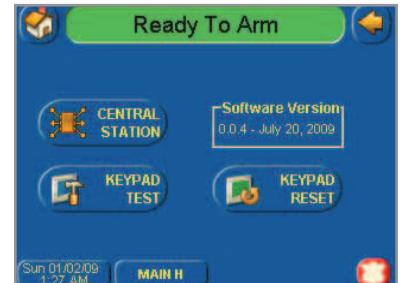 Ready To Arm
CENTRAL
STATION
Software Version
0.0.4 - July 20, 2009
KEYPAD
TEST
KEYPAD
RESET
Sun 01/02/09
1:27 AM
MAIN H